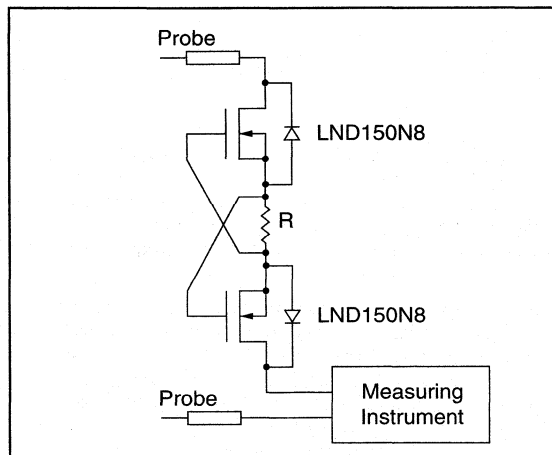 Probe
LND150N8
R
LND150N8
Probe
Measuring
Instrument